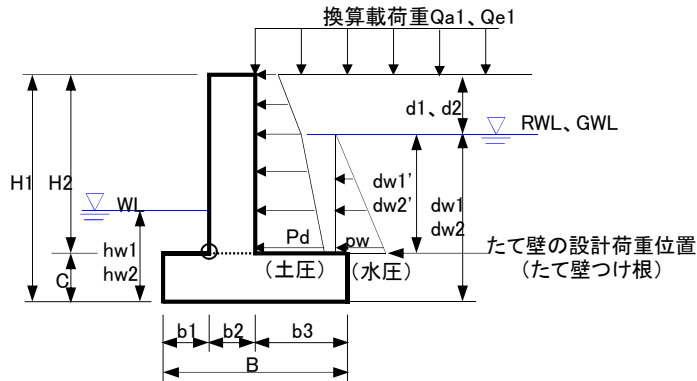 換算載荷重Qa1、Qe1
d1、d2
RWL、GWL
H1
H2
WL
dw1'
dw2'
dw1
dw2
hw1
hw2
Pd
pw
（土圧）
（水圧）
たて壁の設計荷重位置
（たて壁つけ根）
C
b1
b2
b3
B